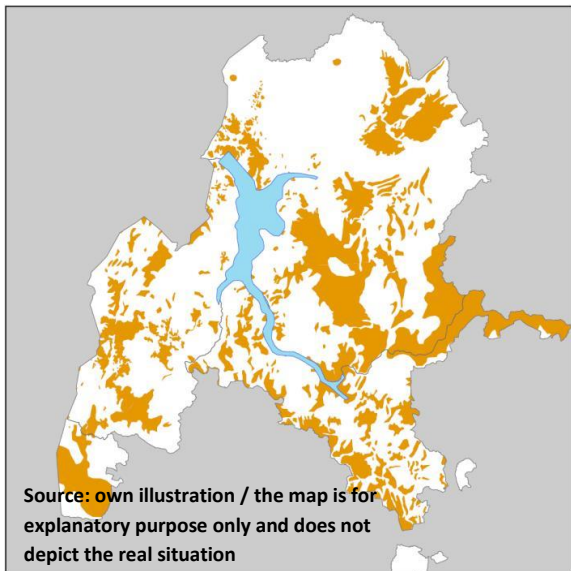 Source: own illustration / the map is for
explanatory purpose only and does not
depict the real situation